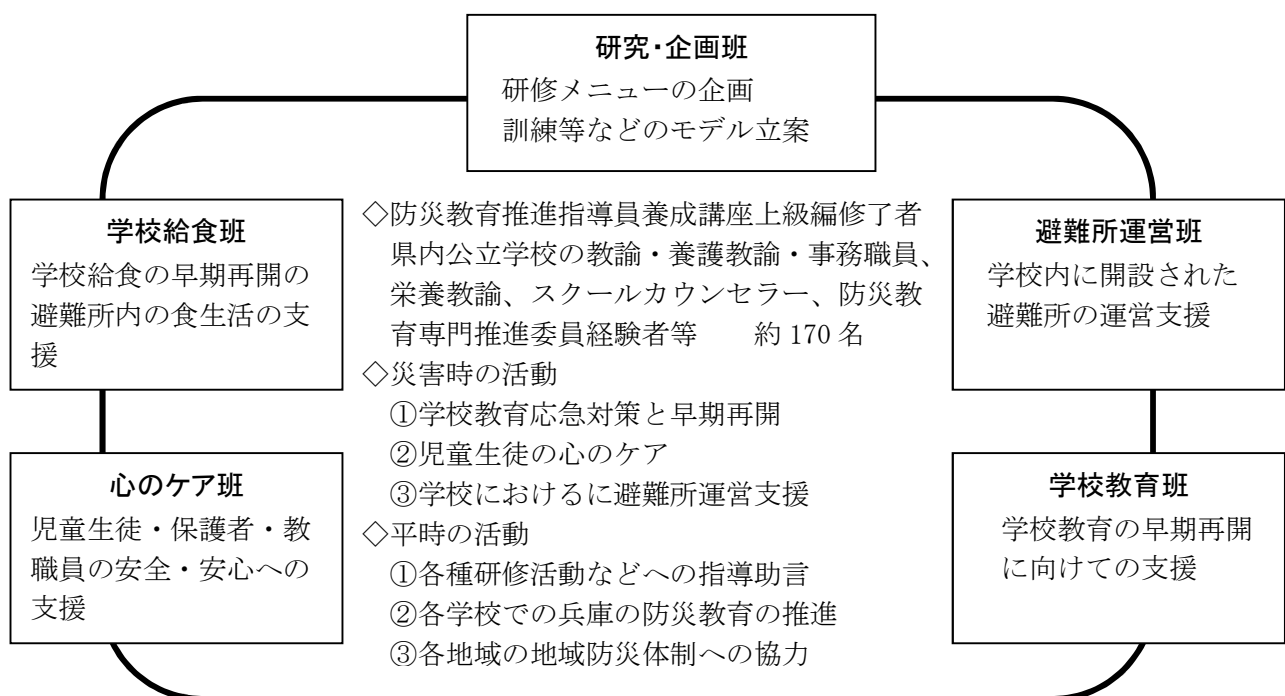 研究・企画班
研修メニューの企画
訓練等などのモデル立案
学校給食班
学校給食の早期再開の
避難所内の食生活の支
援
心のケア班
児童生徒・保護者・教
職員の安全・安心への
支援
◇防災教育推進指導員養成講座上級編修了者
県内公立学校の教諭・養護教諭・事務職員、
栄養教諭、スクールカウンセラー、防災教
育専門推進委員経験者等　　約 170 名
◇災害時の活動
①学校教育応急対策と早期再開
②児童生徒の心のケア
③学校におけるに避難所運営支援
◇平時の活動
①各種研修活動などへの指導助言
②各学校での兵庫の防災教育の推進
③各地域の地域防災体制への協力
避難所運営班
学校内に開設された
避難所の運営支援
学校教育班
学校教育の早期再開
に向けての支援